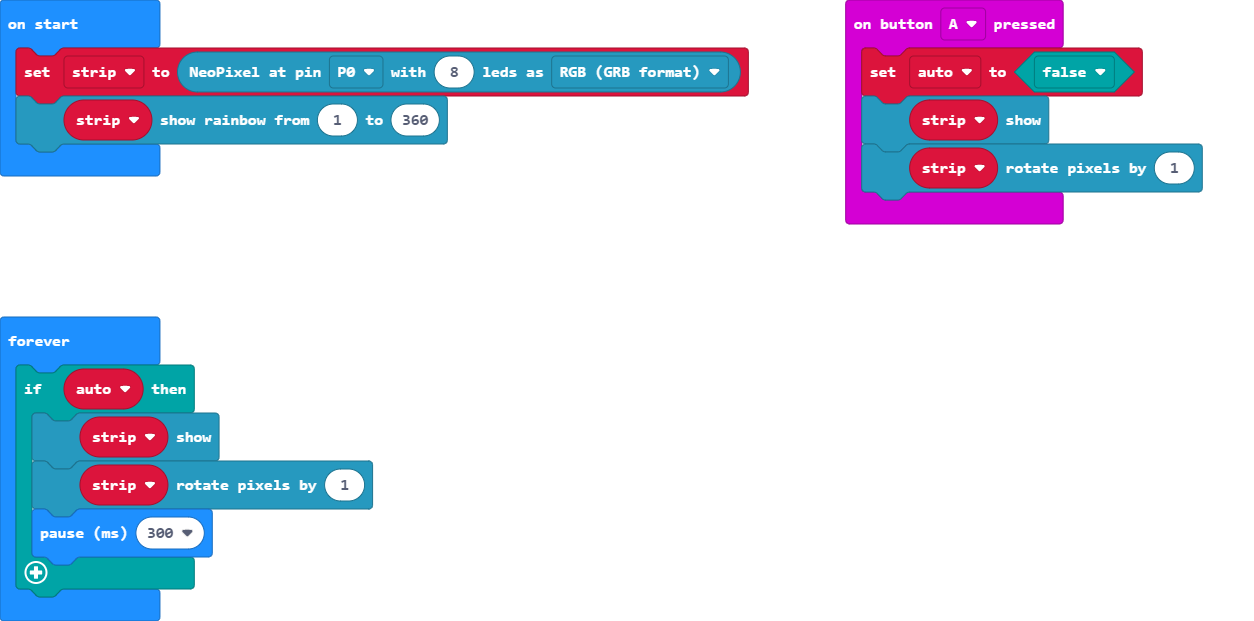 on start
set strip to NeoPixel at pin P0 with 8 leds as RGB (GRB format)
strip show rainbow from 1 to 360
on button A pressed
set auto to false
strip show
strip rotate pixels by 1
forever
if auto then
strip show
strip rotate pixels by 1
pause (ms) 300